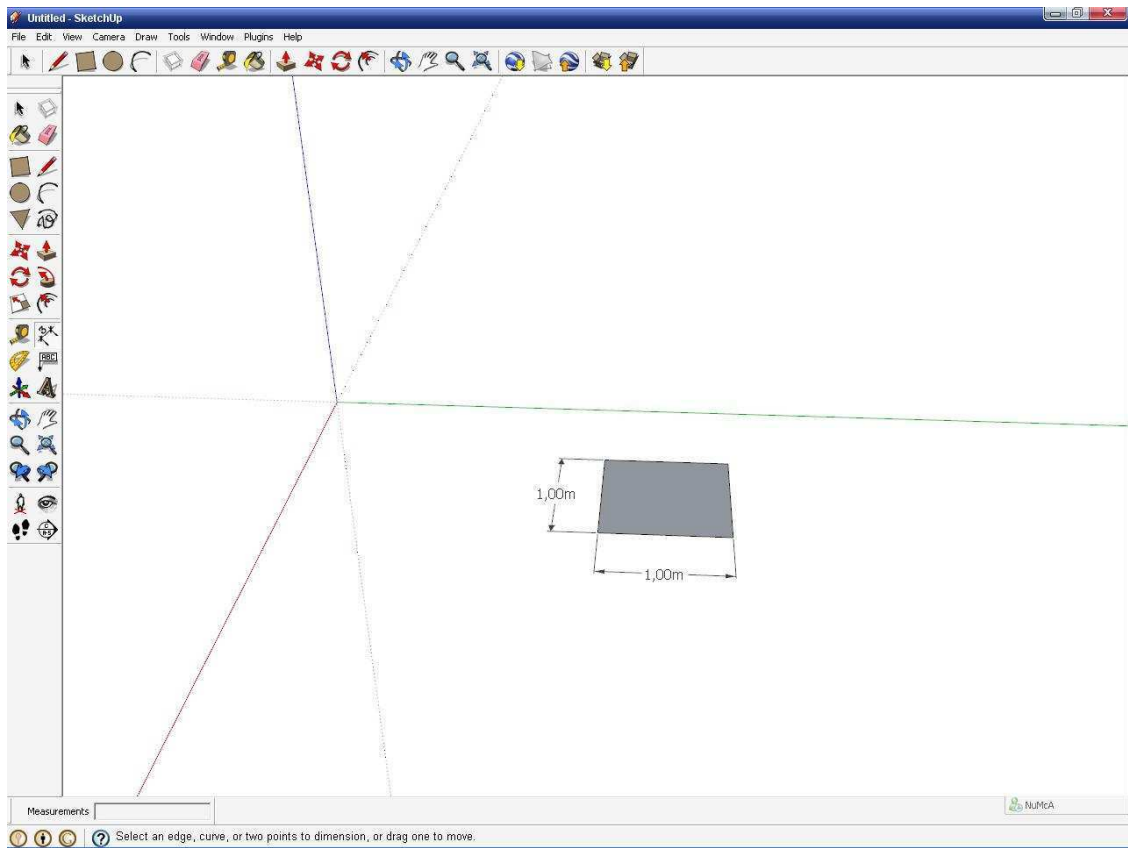 Untitled - SketchUp
File Edit View Camera Draw Tools Window Plugins Help
ABC
A
1,00m
1,00m
Measurements
NuMcA
Select an edge, curve, or two points to dimension, or drag one to move.